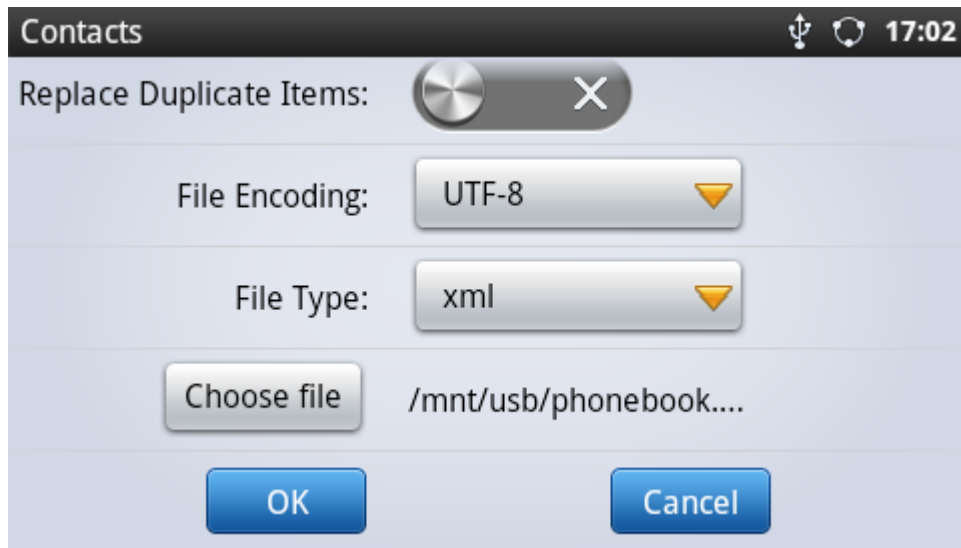 Contacts 17:02
Replace Duplicate Items:
File Encoding: UTF-8
File Type: xml
Choose file /mnt/usb/phonebook....
OK Cancel